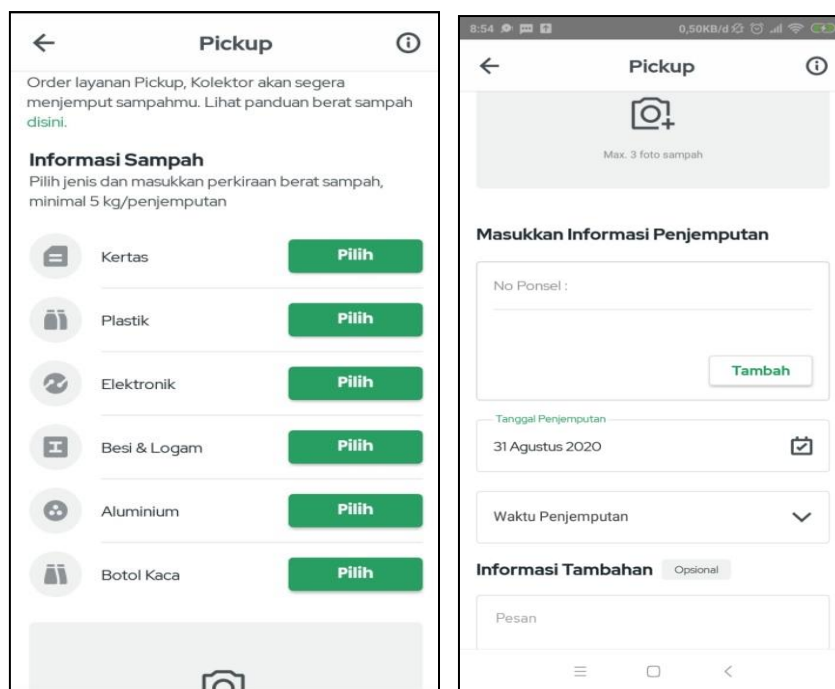 Pickup
Order layanan Pickup, Kolektor akan segera
menjemput sampahmu. Lihat panduan berat sampah
disini.
Informasi Sampah
Pilih jenis dan masukkan perkiraan berat sampah,
minimal 5 kg/penjemputan
Kertas Pilih
Plastik Pilih
Elektronik Pilih
Besi & Logam Pilih
Aluminium Pilih
Botol Kaca Pilih
8:54 0,50KB/d
Pickup
Max. 3 foto sampah
Masukkan Informasi Penjemputan
No Ponsel :
Tambah
Tanggal Penjemputan
31 Agustus 2020
Waktu Penjemputan
Informasi Tambahan Opsional
Pesan